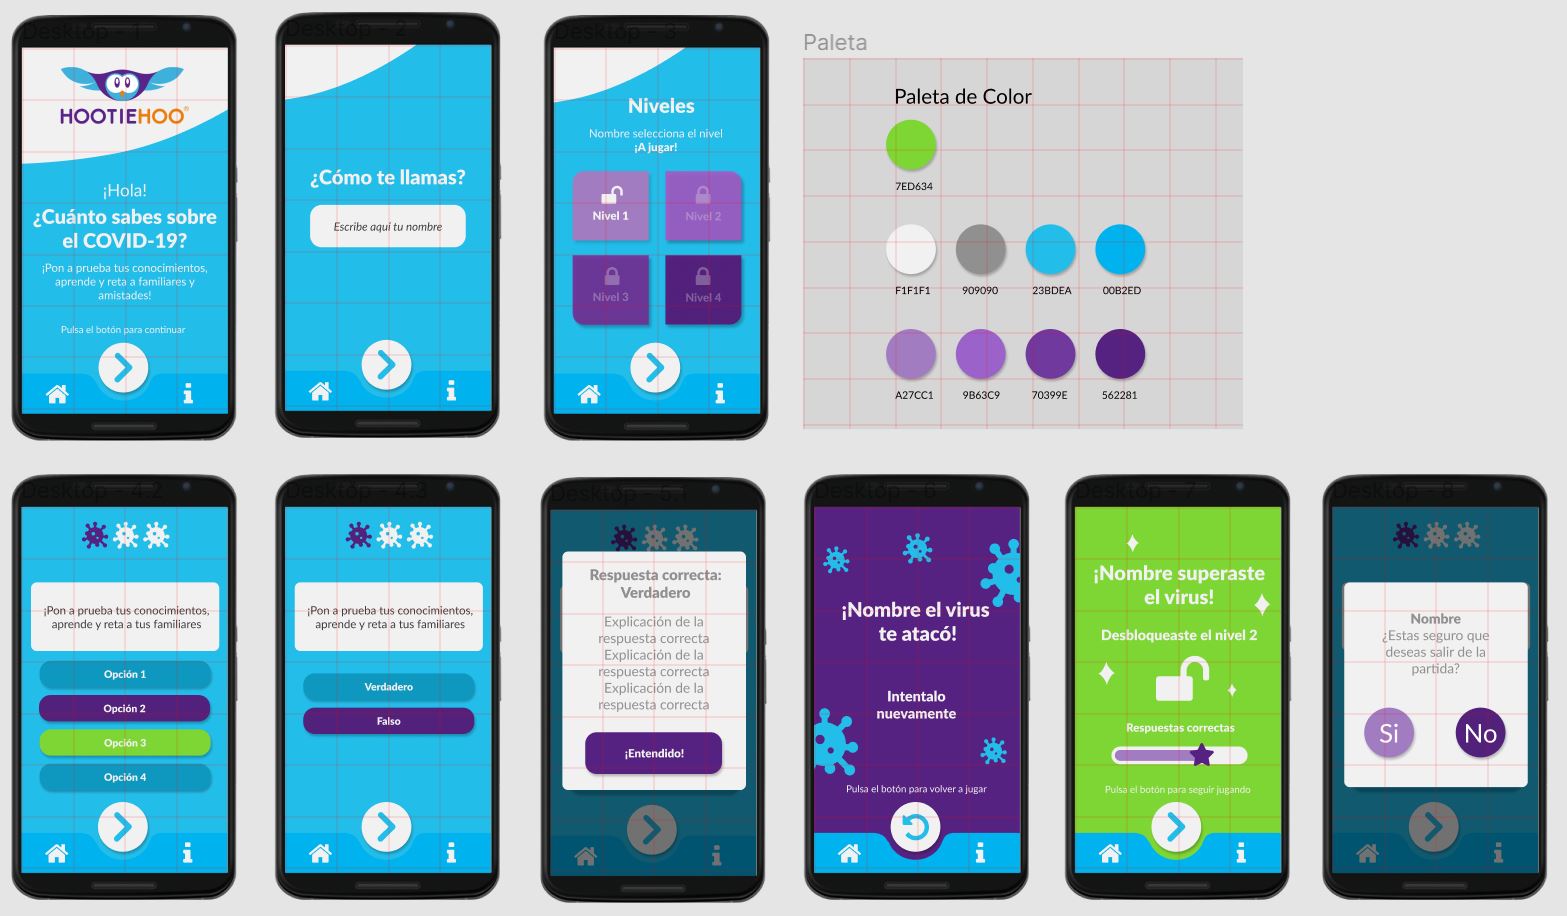 Desktop - 1
HOOTIEHOO®
¡Hola!
¿Cuánto sabes sobre
el COVID-19?
¡Pon a prueba tus conocimientos,
aprende y reta a familiares y
amistades!
Pulsa el botón para continuar
Desktop - 2
¿Cómo te llamas?
Escribe aquí tu nombre
Desktop - 3
Niveles
Nombre selecciona el nivel
¡A jugar!
Nivel 1
Nivel 2
Nivel 3
Nivel 4
Paleta
Paleta de Color
7ED634
F1F1F1
909090
23BDEA
00B2ED
A27CC1
9B63C9
70399E
562281
Desktop - 4.2
¡Pon a prueba tus conocimientos,
aprende y reta a tus familiares
Opción 1
Opción 2
Opción 3
Opción 4
Desktop - 4.3
¡Pon a prueba tus conocimientos,
aprende y reta a tus familiares
Verdadero
Falso
Desktop - 5.1
Respuesta correcta:
Verdadero
Explicación de la
respuesta correcta
Explicación de la
respuesta correcta
Explicación de la
respuesta correcta
¡Entendido!
Desktop - 6
¡Nombre el virus
te atacó!
Intentalo
nuevamente
Pulsa el botón para volver a jugar
Desktop - 7
¡Nombre superaste
el virus!
Desbloqueaste el nivel 2
Respuestas correctas
Pulsa el botón para seguir jugando
Desktop - 8
Nombre
¿Estas seguro que
deseas salir de la
partida?
Si
No